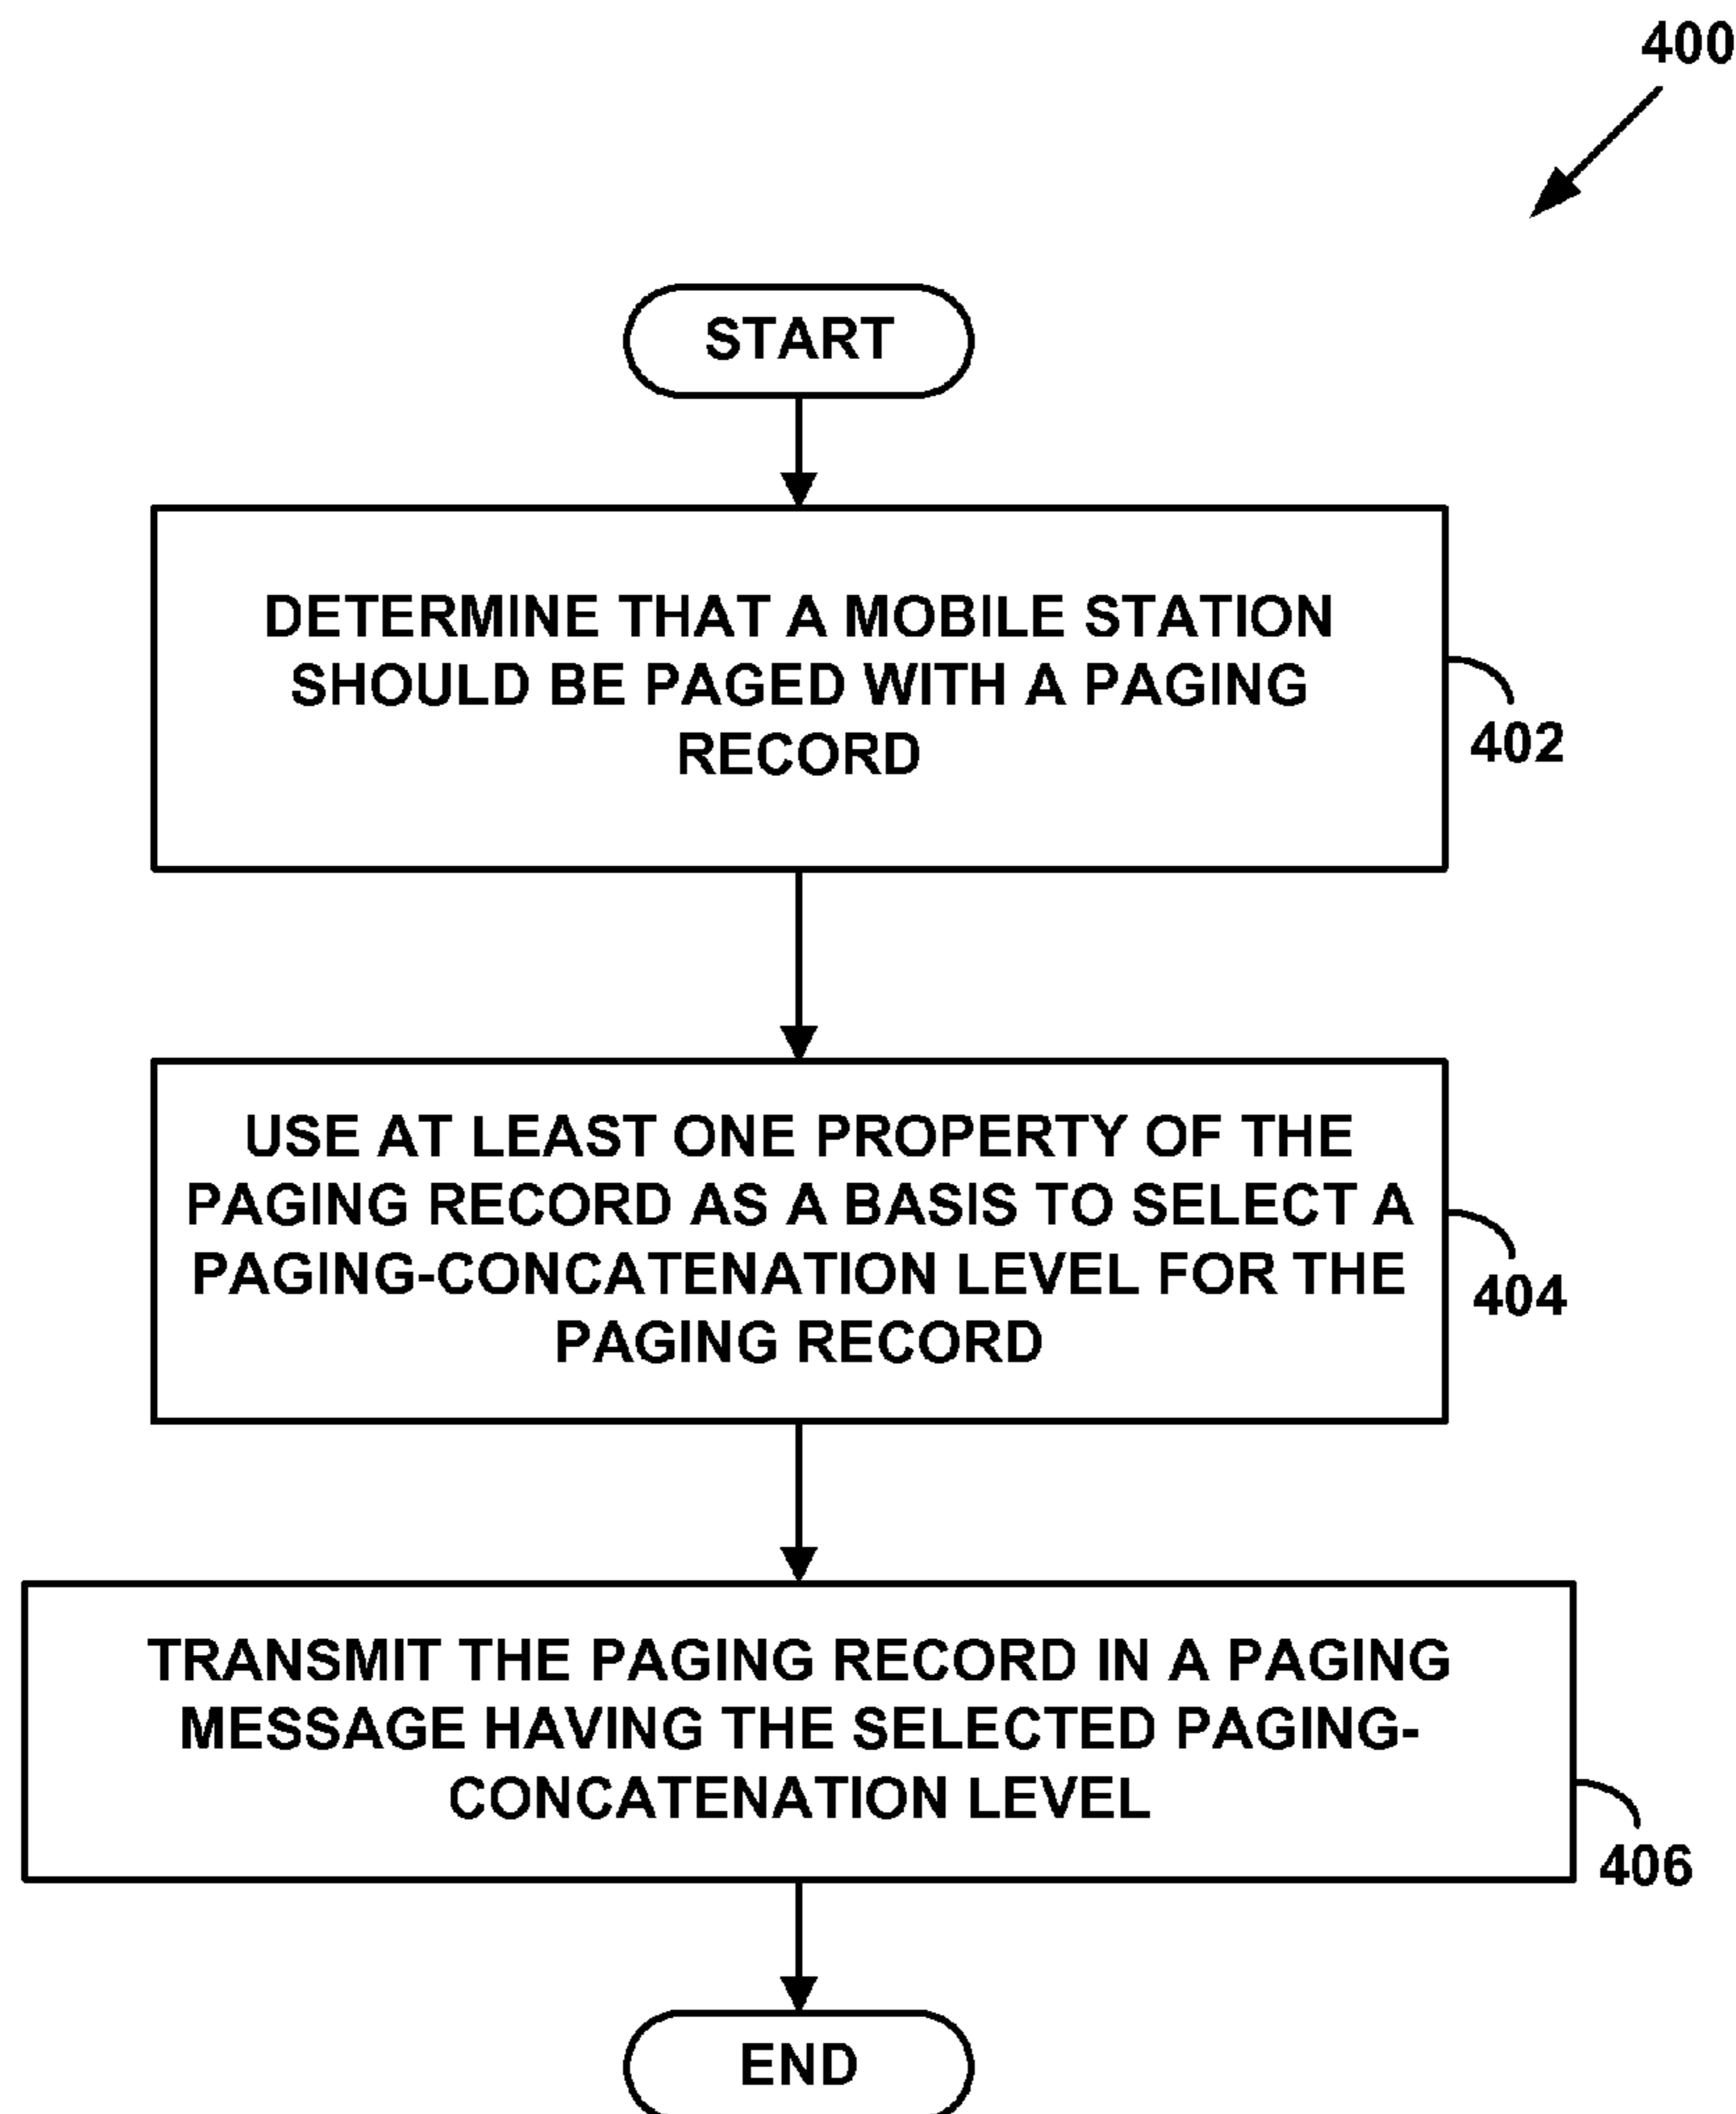 400
START
DETERMINE THAT A MOBILE STATION
SHOULD BE PAGED WITH A PAGING
RECORD
402
USE AT LEAST ONE PROPERTY OF THE
PAGING RECORD AS A BASIS TO SELECT A
PAGING-CONCATENATION LEVEL FOR THE
PAGING RECORD
404
TRANSMIT THE PAGING RECORD IN A PAGING
MESSAGE HAVING THE SELECTED PAGING-
CONCATENATION LEVEL
406
END